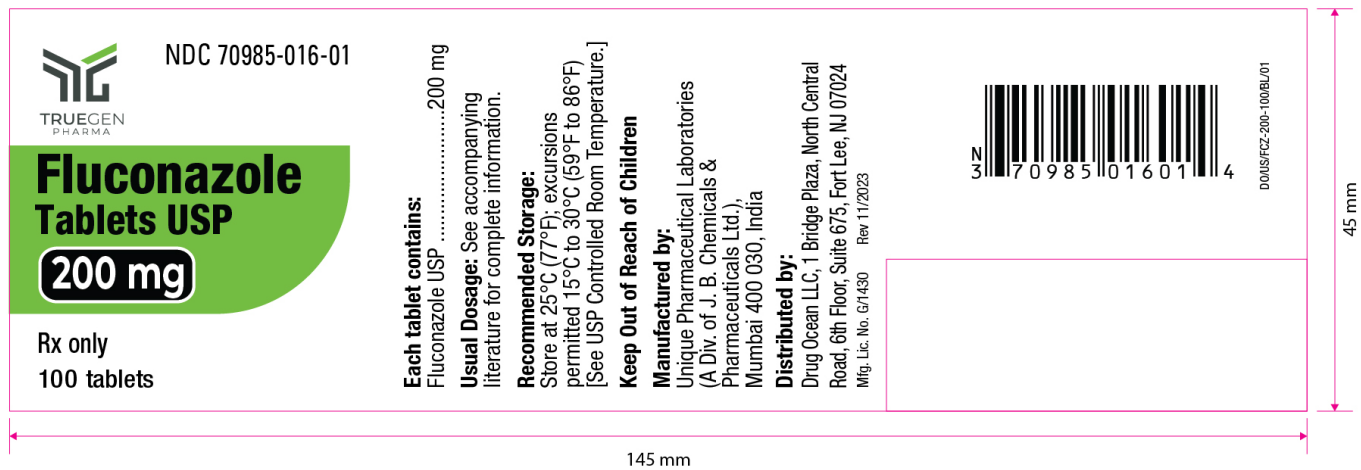 NDC 70985-016-01
TRUEGEN
PHARMA
Fluconazole
Tablets USP
200 mg
Rx only
100 tablets
Each tablet contains:
Fluconazole USP ..............................200 mg
Usual Dosage: See accompanying
literature for complete information.
Recommended Storage:
Store at 25°C (77°F); excursions
permitted 15°C to 30°C (59°F to 86°F)
[See USP Controlled Room Temperature.]
Keep Out of Reach of Children
Manufactured by:
Unique Pharmaceutical Laboratories
(A Div. of J. B. Chemicals &
Pharmaceuticals Ltd.),
Mumbai 400 030, India
Distributed by:
Drug Ocean LLC, 1 Bridge Plaza, North Central
Road, 6th Floor, Suite 675, Fort Lee, NJ 07024
Mfg. Lic. No. G/1430 Rev 11/2023
N
3 70985 01601 4
DO/US/FCZ-200-100/BL/01
45 mm
145 mm